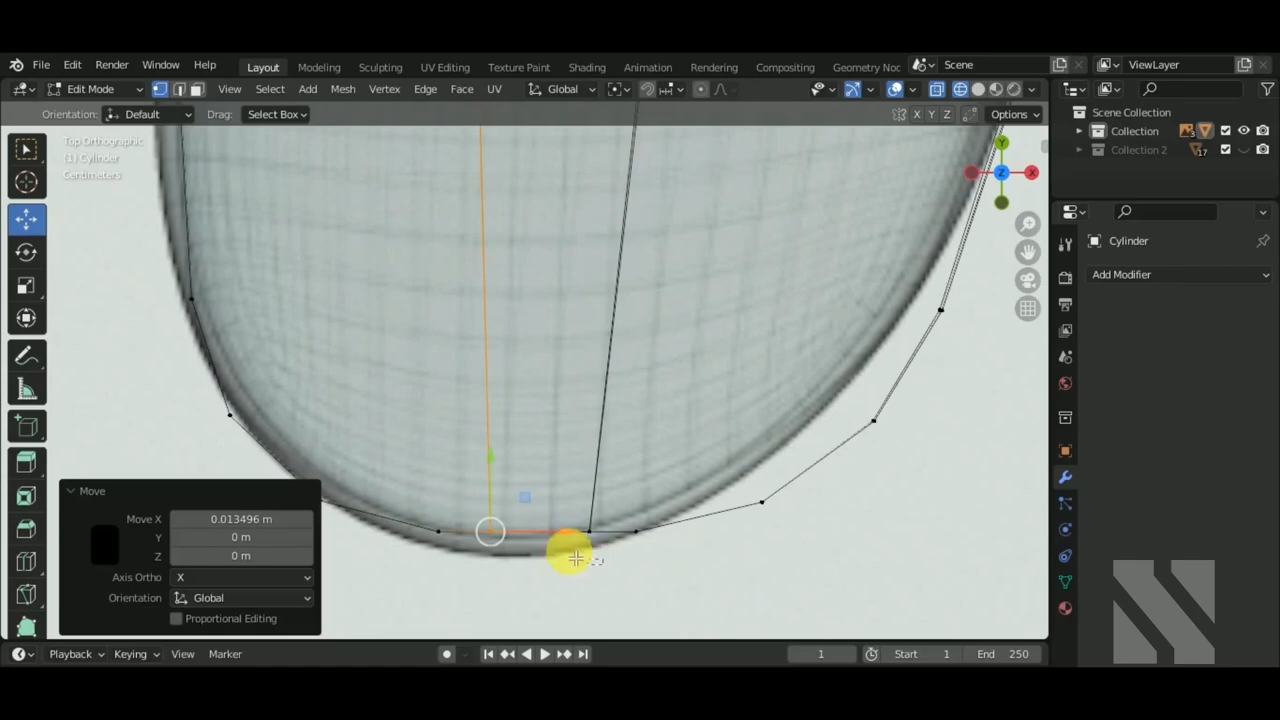 File Edit Render Window Help Layout Modeling Sculpting UV Editing Texture Paint Shading Animation Rendering Compositing Geometry Noc Scene ViewLayer
Edit Mode View Select Add Mesh Vertex Edge Face UV Global
Orientation: Default Drag: Select Box X Y Z Options
Scene Collection
Collection 3
Collection 2 17
Top Orthographic
(1) Cylinder
Centimeters
Y
X
Z
Cylinder
Add Modifier
Move
Move X 0.013496 m
Y 0 m
Z 0 m
Axis Ortho X
Orientation Global
Proportional Editing
Playback Keying View Marker 1 Start 1 End 250